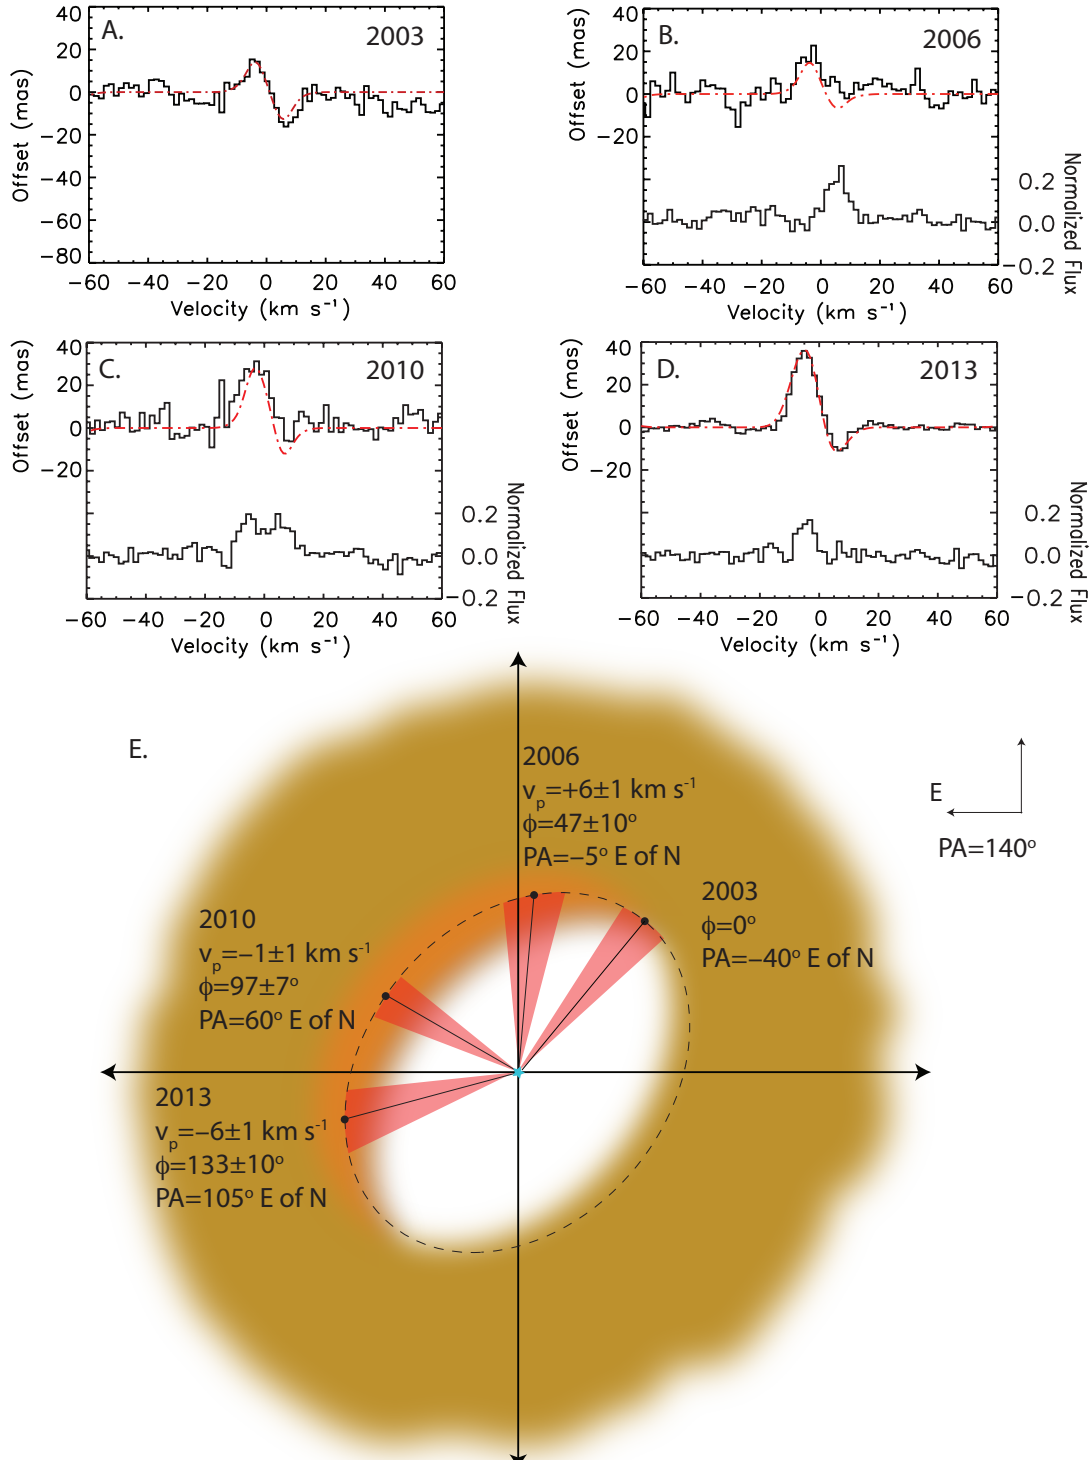 A.
2003
40
20
0
−20
−40
−60
−80
Offset (mas)
−60 −40 −20 0 20 40 60
Velocity (km s⁻¹)
B.
2006
40
20
0
−20
Offset (mas)
0.2
0.0
−0.2
Normalized Flux
−60 −40 −20 0 20 40 60
Velocity (km s⁻¹)
C.
2010
40
20
0
−20
Offset (mas)
0.2
0.0
−0.2
Normalized Flux
−60 −40 −20 0 20 40 60
Velocity (km s⁻¹)
D.
2013
40
20
0
−20
Offset (mas)
0.2
0.0
−0.2
Normalized Flux
−60 −40 −20 0 20 40 60
Velocity (km s⁻¹)
E.
2006
vₚ=+6±1 km s⁻¹
ϕ=47±10°
PA=−5° E of N
E
PA=140°
2003
ϕ=0°
PA=−40° E of N
2010
vₚ=−1±1 km s⁻¹
ϕ=97±7°
PA=60° E of N
2013
vₚ=−6±1 km s⁻¹
ϕ=133±10°
PA=105° E of N